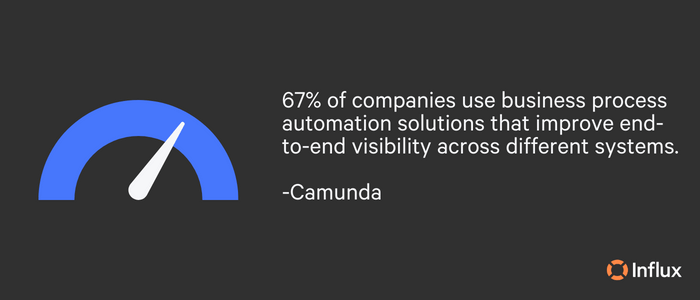 67% of companies use business process
automation solutions that improve end-
to-end visibility across different systems.
-Camunda
Influx